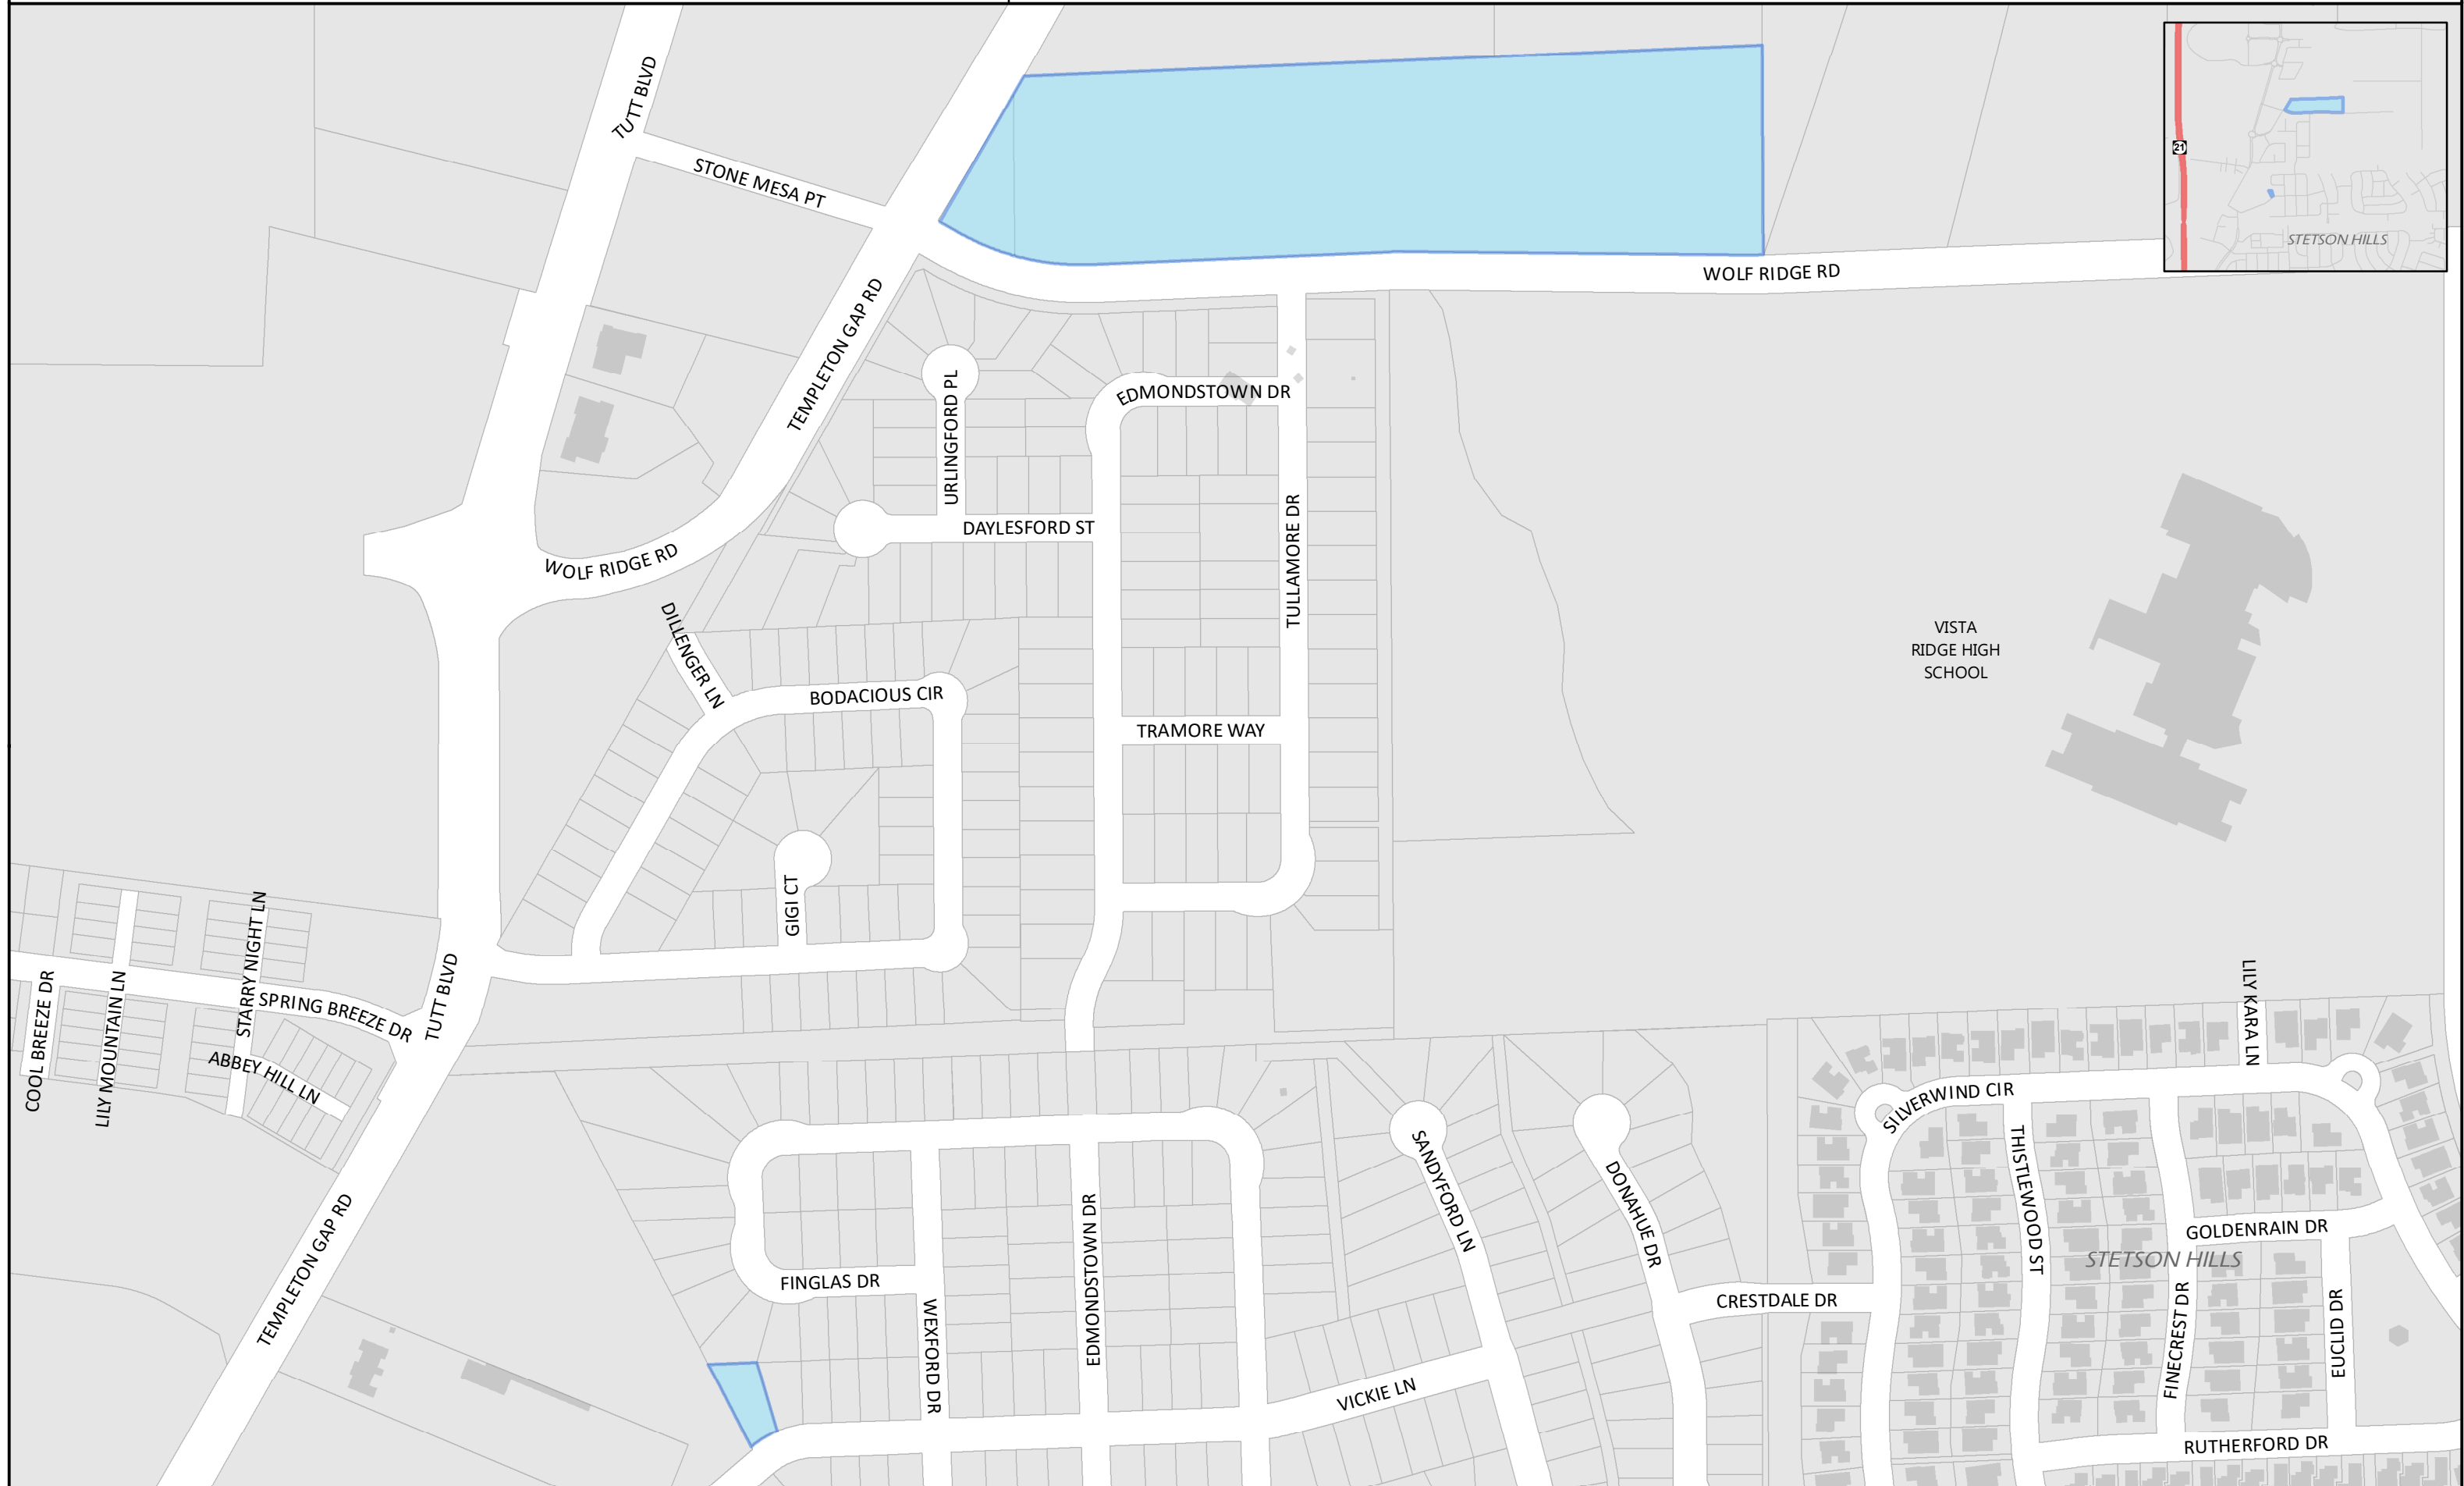 TUTT BLVD
STONE MESA PT
21
STETSON HILLS
WOLF RIDGE RD
TEMPLETON GAP RD
URLINGFORD PL
EDMONDSTOWN DR
DAYLESFORD ST
TULLAMORE DR
WOLF RIDGE RD
DILLENGER LN
BODACIOUS CIR
TRAMORE WAY
VISTA
RIDGE HIGH
SCHOOL
GIGI CT
STARRY NIGHT LN
COOL BREEZE DR
LILY MOUNTAIN LN
SPRING BREEZE DR
TUTT BLVD
ABBEY HILL LN
LILY KARA LN
SILVERWIND CIR
THISTLEWOOD ST
SANDYFORD LN
DONAHUE DR
TEMPLETON GAP RD
EDMONDSTOWN DR
GOLDENRAIN DR
STETSON HILLS
FINGLAS DR
WEXFORD DR
CRESTDALE DR
FINECREST DR
EUCLID DR
VICKIE LN
RUTHERFORD DR